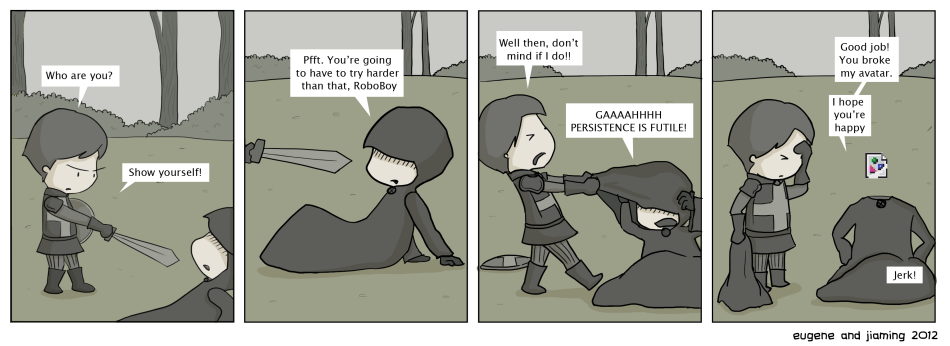 Who are you?
Show yourself!
Pfft. You're going
to have to try harder
than that, RoboBoy
Well then, don't
mind if I do!!
GAAAAHHHH
PERSISTENCE IS FUTILE!
Good job!
You broke
my avatar.
I hope
you're
happy
Jerk!
eugene and jiaming 2012